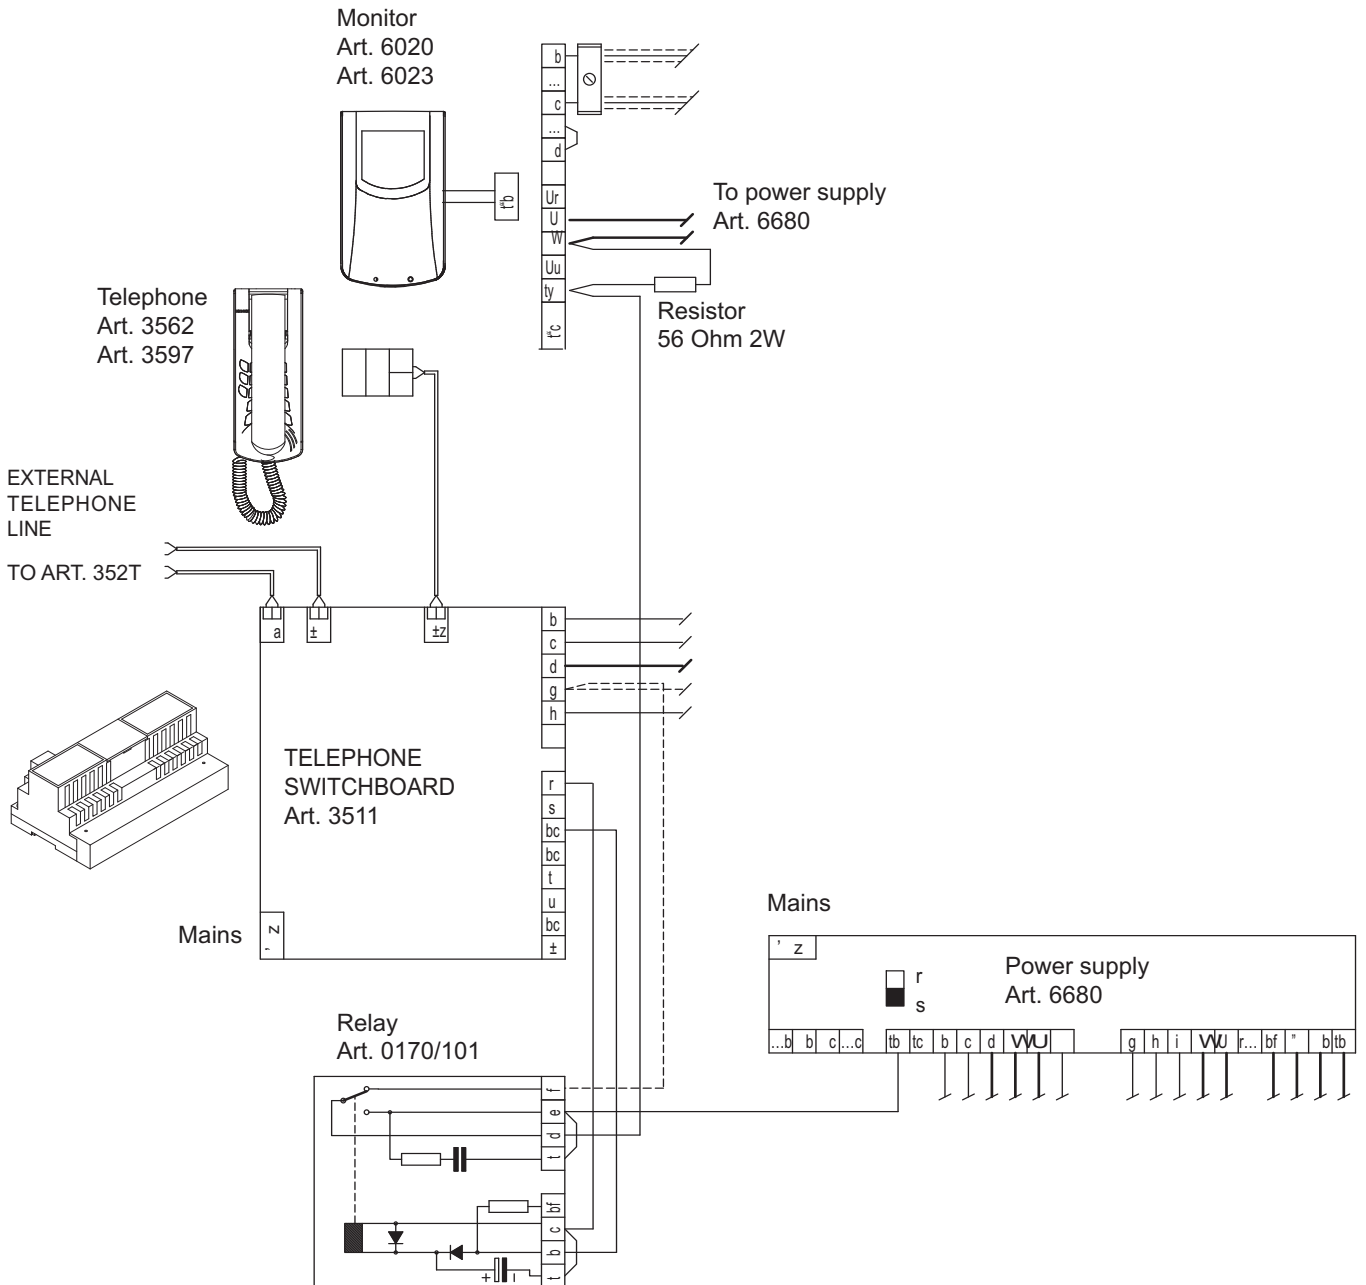 Monitor
Art. 6020
Art. 6023
b
...
c
...
d
Ur
U
W
Uu
ty
To power supply
Art. 6680
Resistor
56 Ohm 2W
Telephone
Art. 3562
Art. 3597
EXTERNAL
TELEPHONE
LINE
TO ART. 352T
a
±
±z
b
c
d
g
h
TELEPHONE
SWITCHBOARD
Art. 3511
r
s
bc
bc
t
u
bc
±
Mains
' z
Relay
Art. 0170/101
f
e
d
t
bf
c
b
t
+
Mains
' z
r
s
Power supply
Art. 6680
...b b c ...c tb tc b c d W U g h i W U r... bf " b tb